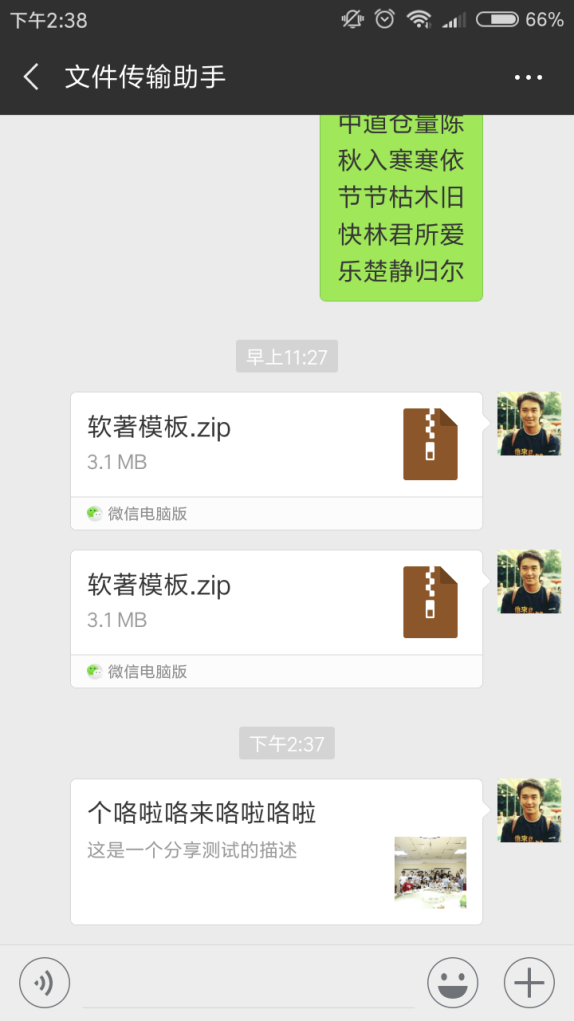 下午2:38
66%
文件传输助手
中道仓量陈
秋入寒寒依
节节枯木旧
快林君所爱
乐楚静归尔
早上11:27
软著模板.zip
3.1 MB
微信电脑版
软著模板.zip
3.1 MB
微信电脑版
下午2:37
个咯啦咯来咯啦咯啦
这是一个分享测试的描述